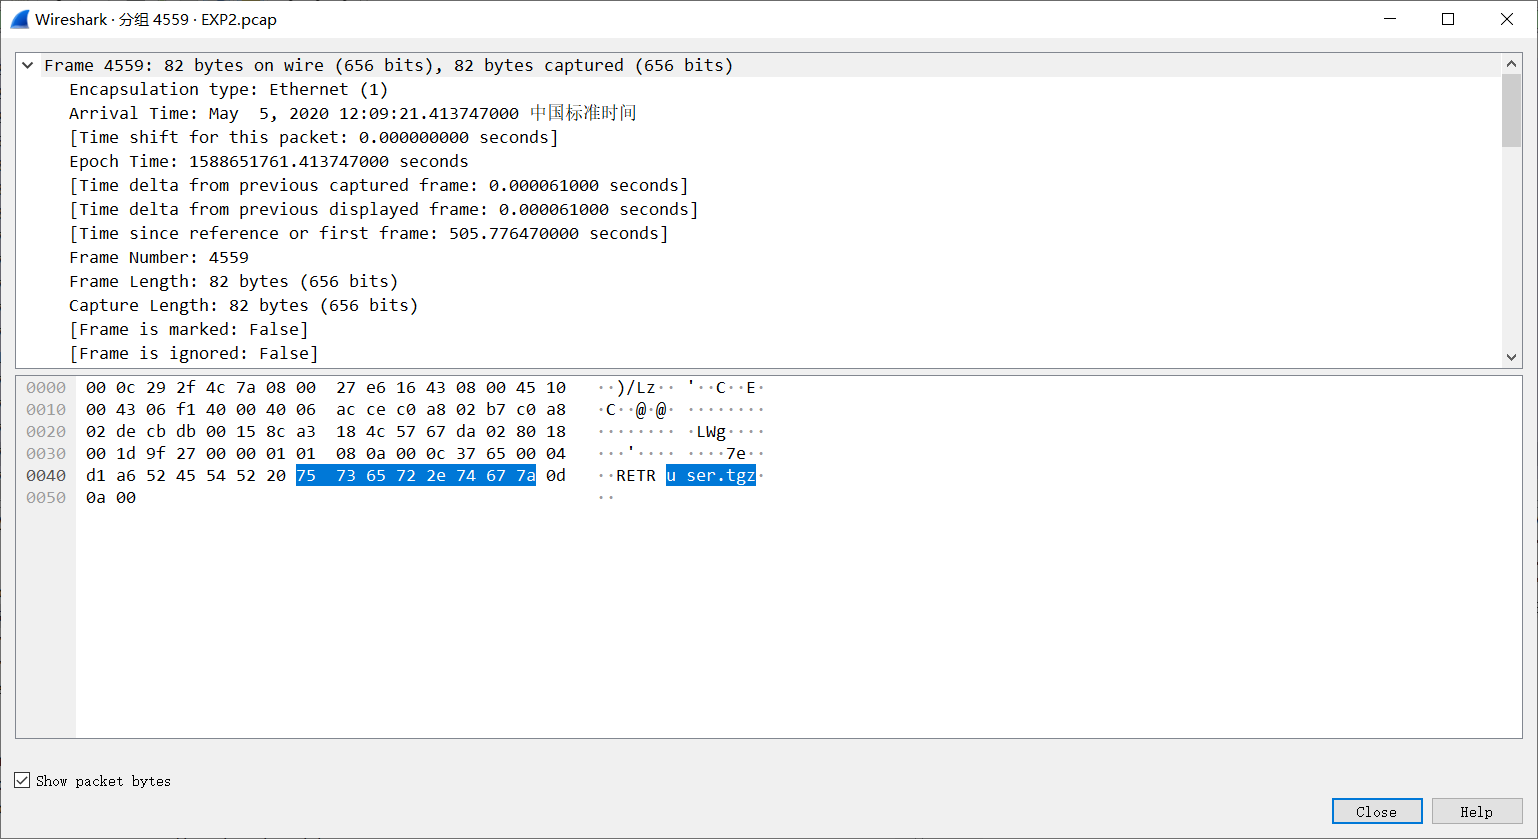 Wireshark · 分组 4559 · EXP2.pcap
Frame 4559: 82 bytes on wire (656 bits), 82 bytes captured (656 bits)
Encapsulation type: Ethernet (1)
Arrival Time: May  5, 2020 12:09:21.413747000 中国标准时间
[Time shift for this packet: 0.000000000 seconds]
Epoch Time: 1588651761.413747000 seconds
[Time delta from previous captured frame: 0.000061000 seconds]
[Time delta from previous displayed frame: 0.000061000 seconds]
[Time since reference or first frame: 505.776470000 seconds]
Frame Number: 4559
Frame Length: 82 bytes (656 bits)
Capture Length: 82 bytes (656 bits)
[Frame is marked: False]
[Frame is ignored: False]
0000 00 0c 29 2f 4c 7a 08 00 27 e6 16 43 08 00 45 10 ··)/Lz·· '··C··E·
0010 00 43 06 f1 40 00 40 06 ac ce c0 a8 02 b7 c0 a8 ·C··@·@· ········
0020 02 de cb db 00 15 8c a3 18 4c 57 67 da 02 80 18 ········ ·LWg····
0030 00 1d 9f 27 00 00 01 01 08 0a 00 0c 37 65 00 04 ···'···· ····7e··
0040 d1 a6 52 45 54 52 20 75 73 65 72 2e 74 67 7a 0d ··RETR u ser.tgz·
0050 0a 00 ··
Show packet bytes
Close Help